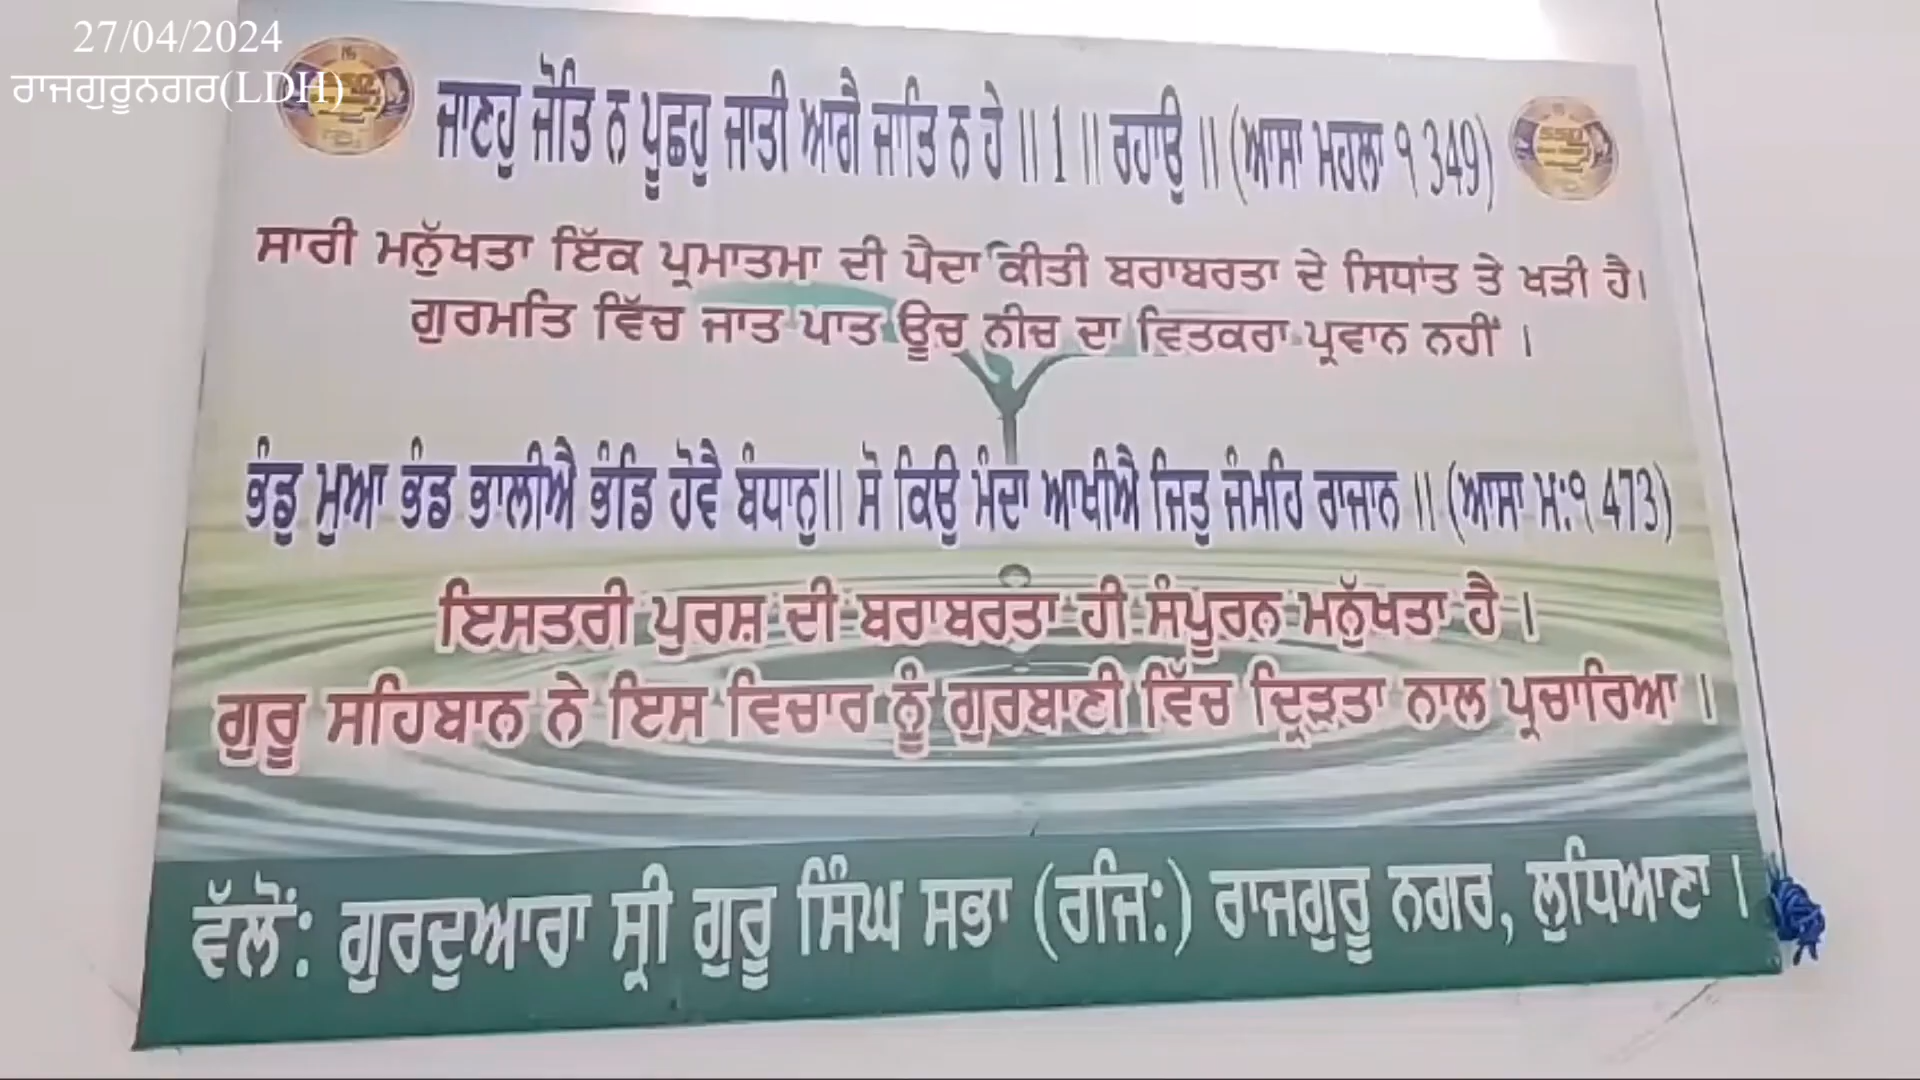 27/04/2024
ਰਾਜਗੁਰੂਨਗਰ(LDH)
ਜਾਣਹੁ ਜੋਤਿ ਨ ਪੂਛਹੁ ਜਾਤੀ ਆਗੈ ਜਾਤਿ ਨ ਹੇ ॥ 1 ॥ ਰਹਾਉ ॥ (ਆਸਾ ਮਹਲਾ ੧ 349)
ਸਾਰੀ ਮਨੁੱਖਤਾ ਇੱਕ ਪ੍ਰਮਾਤਮਾ ਦੀ ਪੈਦਾ ਕੀਤੀ ਬਰਾਬਰਤਾ ਦੇ ਸਿਧਾਂਤ ਤੇ ਖੜੀ ਹੈ।
ਗੁਰਮਤਿ ਵਿੱਚ ਜਾਤ ਪਾਤ ਊਚ ਨੀਚ ਦਾ ਵਿਤਕਰਾ ਪ੍ਰਵਾਨ ਨਹੀਂ ।
ਭੰਡੁ ਮੂਆ ਭੰਡ ਭਾਲੀਐ ਭੰਡਿ ਹੋਵੈ ਬੰਧਾਨੁ॥ ਸੋ ਕਿਉ ਮੰਦਾ ਆਖੀਐ ਜਿਤੁ ਜੰਮਹਿ ਰਾਜਾਨ ॥ (ਆਸਾ ਮ:੧ 473)
ਇਸਤਰੀ ਪੁਰਸ਼ ਦੀ ਬਰਾਬਰਤਾ ਹੀ ਸੰਪੂਰਨ ਮਨੁੱਖਤਾ ਹੈ ।
ਗੁਰੂ ਸਹਿਬਾਨ ਨੇ ਇਸ ਵਿਚਾਰ ਨੂੰ ਗੁਰਬਾਣੀ ਵਿੱਚ ਦ੍ਰਿੜਤਾ ਨਾਲ ਪ੍ਰਚਾਰਿਆ ।
ਵੱਲੋਂ: ਗੁਰਦੁਆਰਾ ਸ੍ਰੀ ਗੁਰੂ ਸਿੰਘ ਸਭਾ (ਰਜਿ:) ਰਾਜਗੁਰੂ ਨਗਰ, ਲੁਧਿਆਣਾ ।